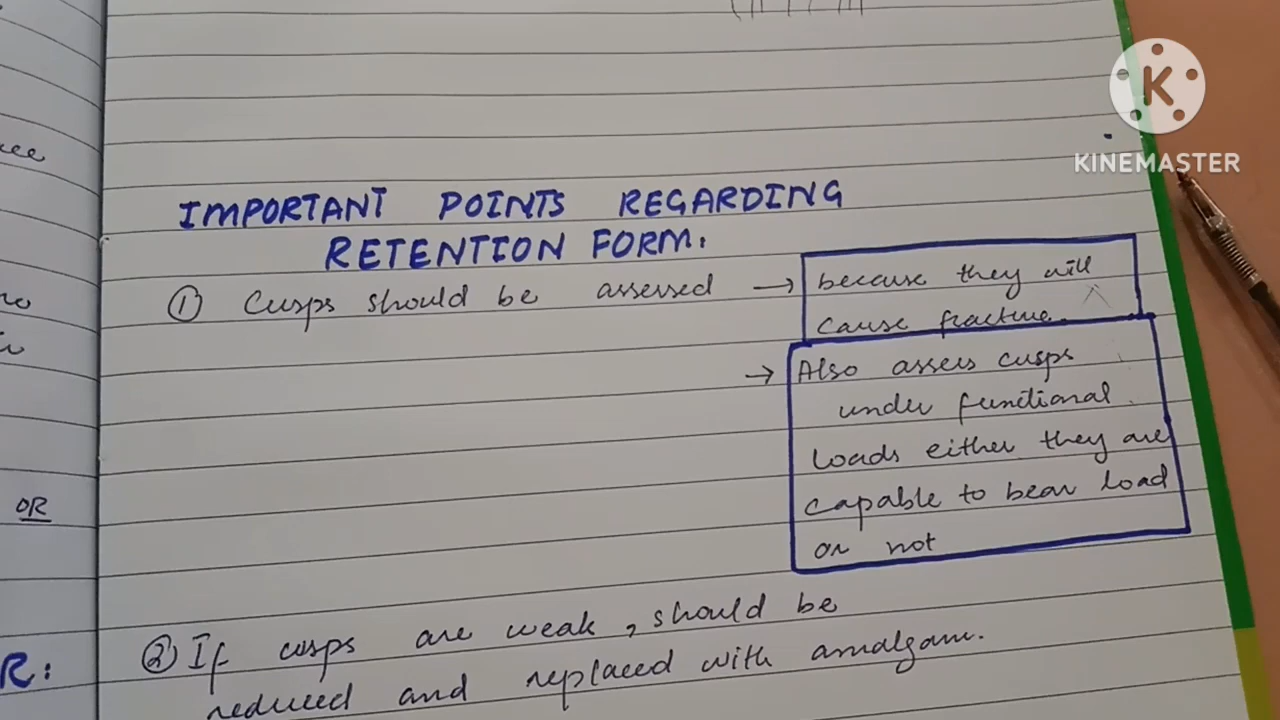 KINEMASTER
IMPORTANT POINTS REGARDING
RETENTION FORM.
① Cusps should be assessed → because they will
cause fracture.
→ Also assess cusps
under functional
loads either they are
capable to bear load
or not
② If cusps are weak, should be
reduced and replaced with amalgam.
OR
R: